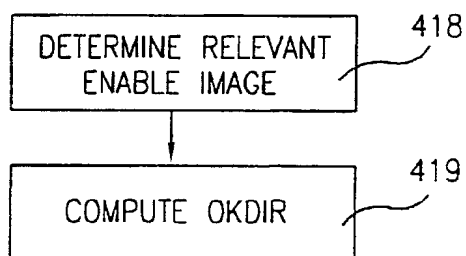 DETERMINE RELEVANT
ENABLE IMAGE
418
COMPUTE OKDIR
419